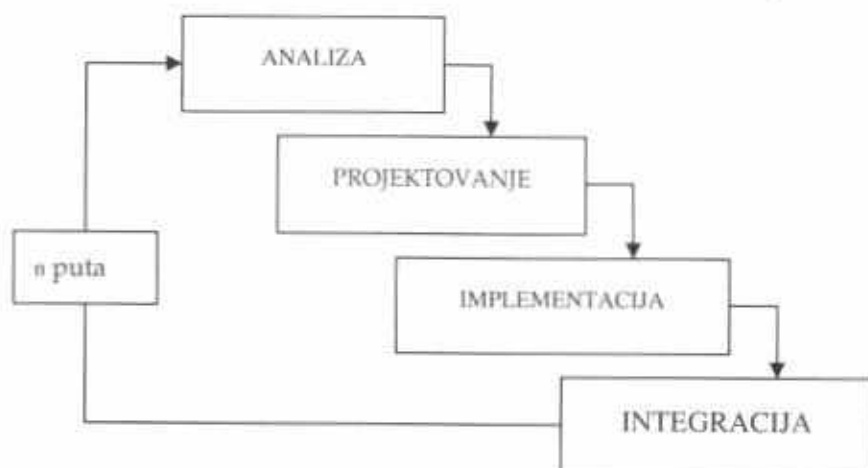 ANALIZA
PROJEKTOVANJE
n puta
IMPLEMENTACIJA
INTEGRACIJA